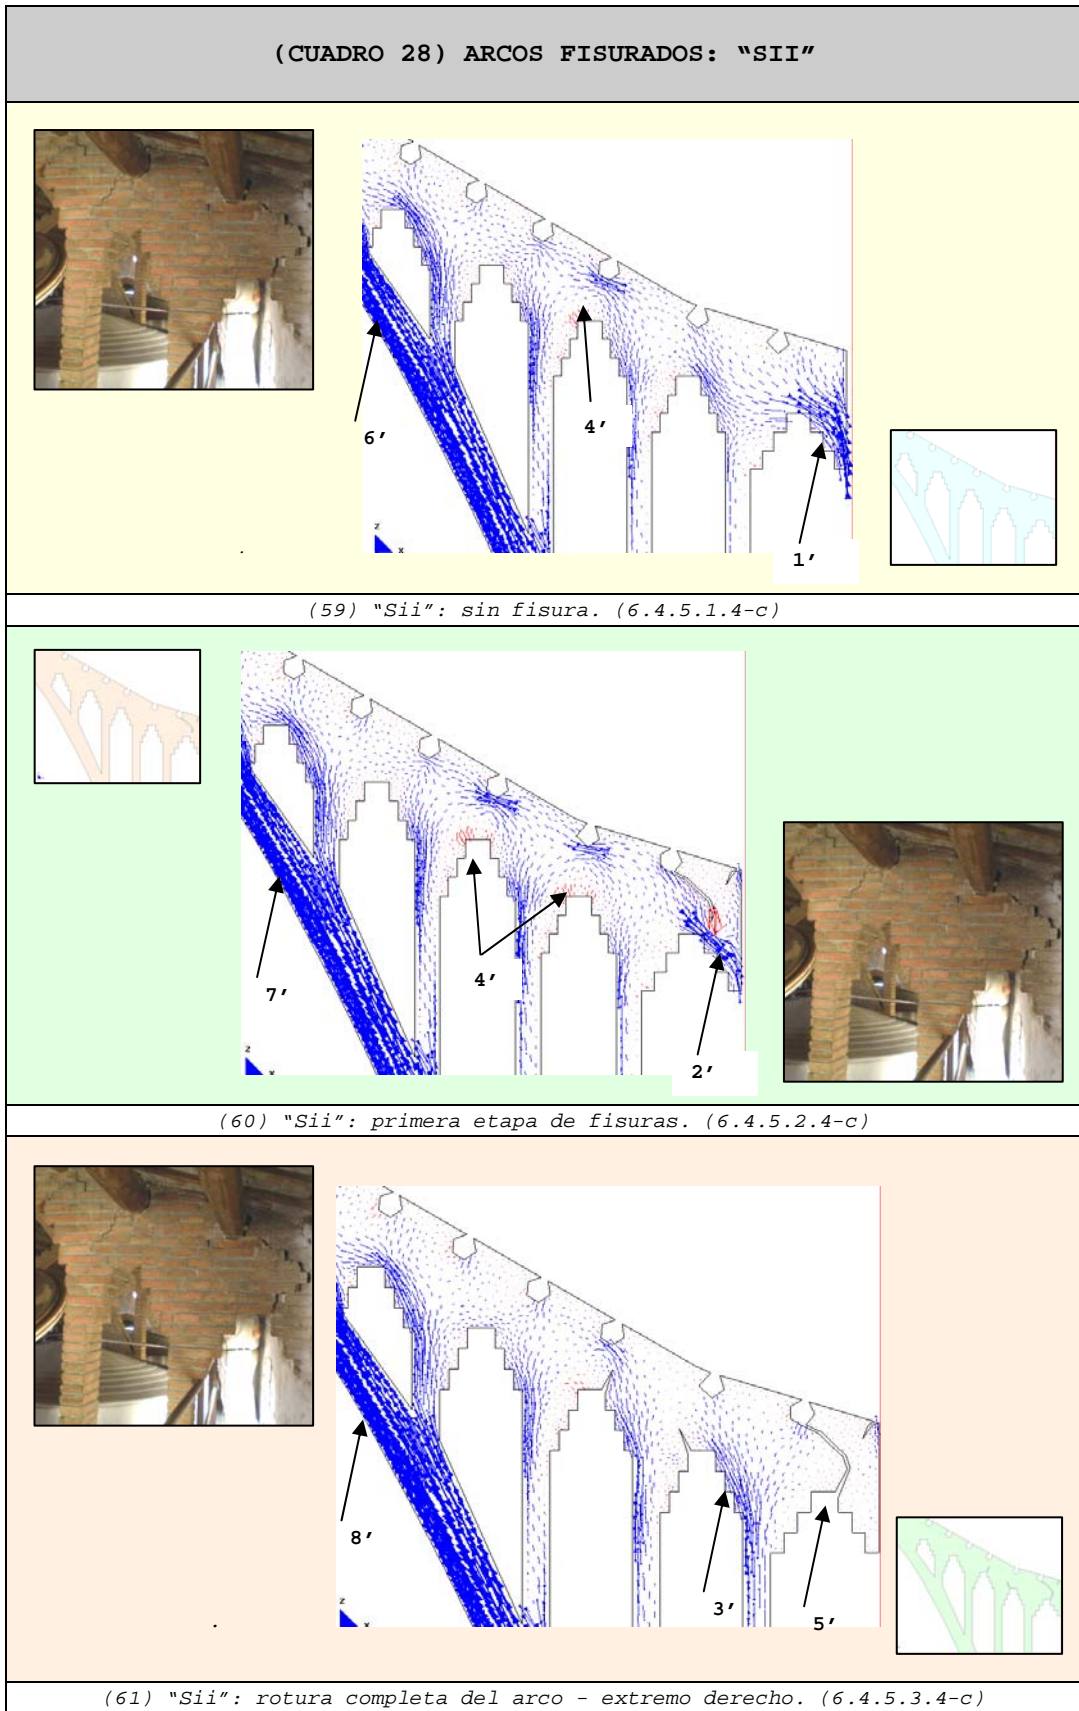 (CUADRO 28) ARCOS FISURADOS: “SII”
6’
4’
1’
z
x
(59) “Sii”: sin fisura. (6.4.5.1.4-c)
7’
4’
2’
z
x
(60) “Sii”: primera etapa de fisuras. (6.4.5.2.4-c)
8’
3’
5’
z
x
(61) “Sii”: rotura completa del arco - extremo derecho. (6.4.5.3.4-c)